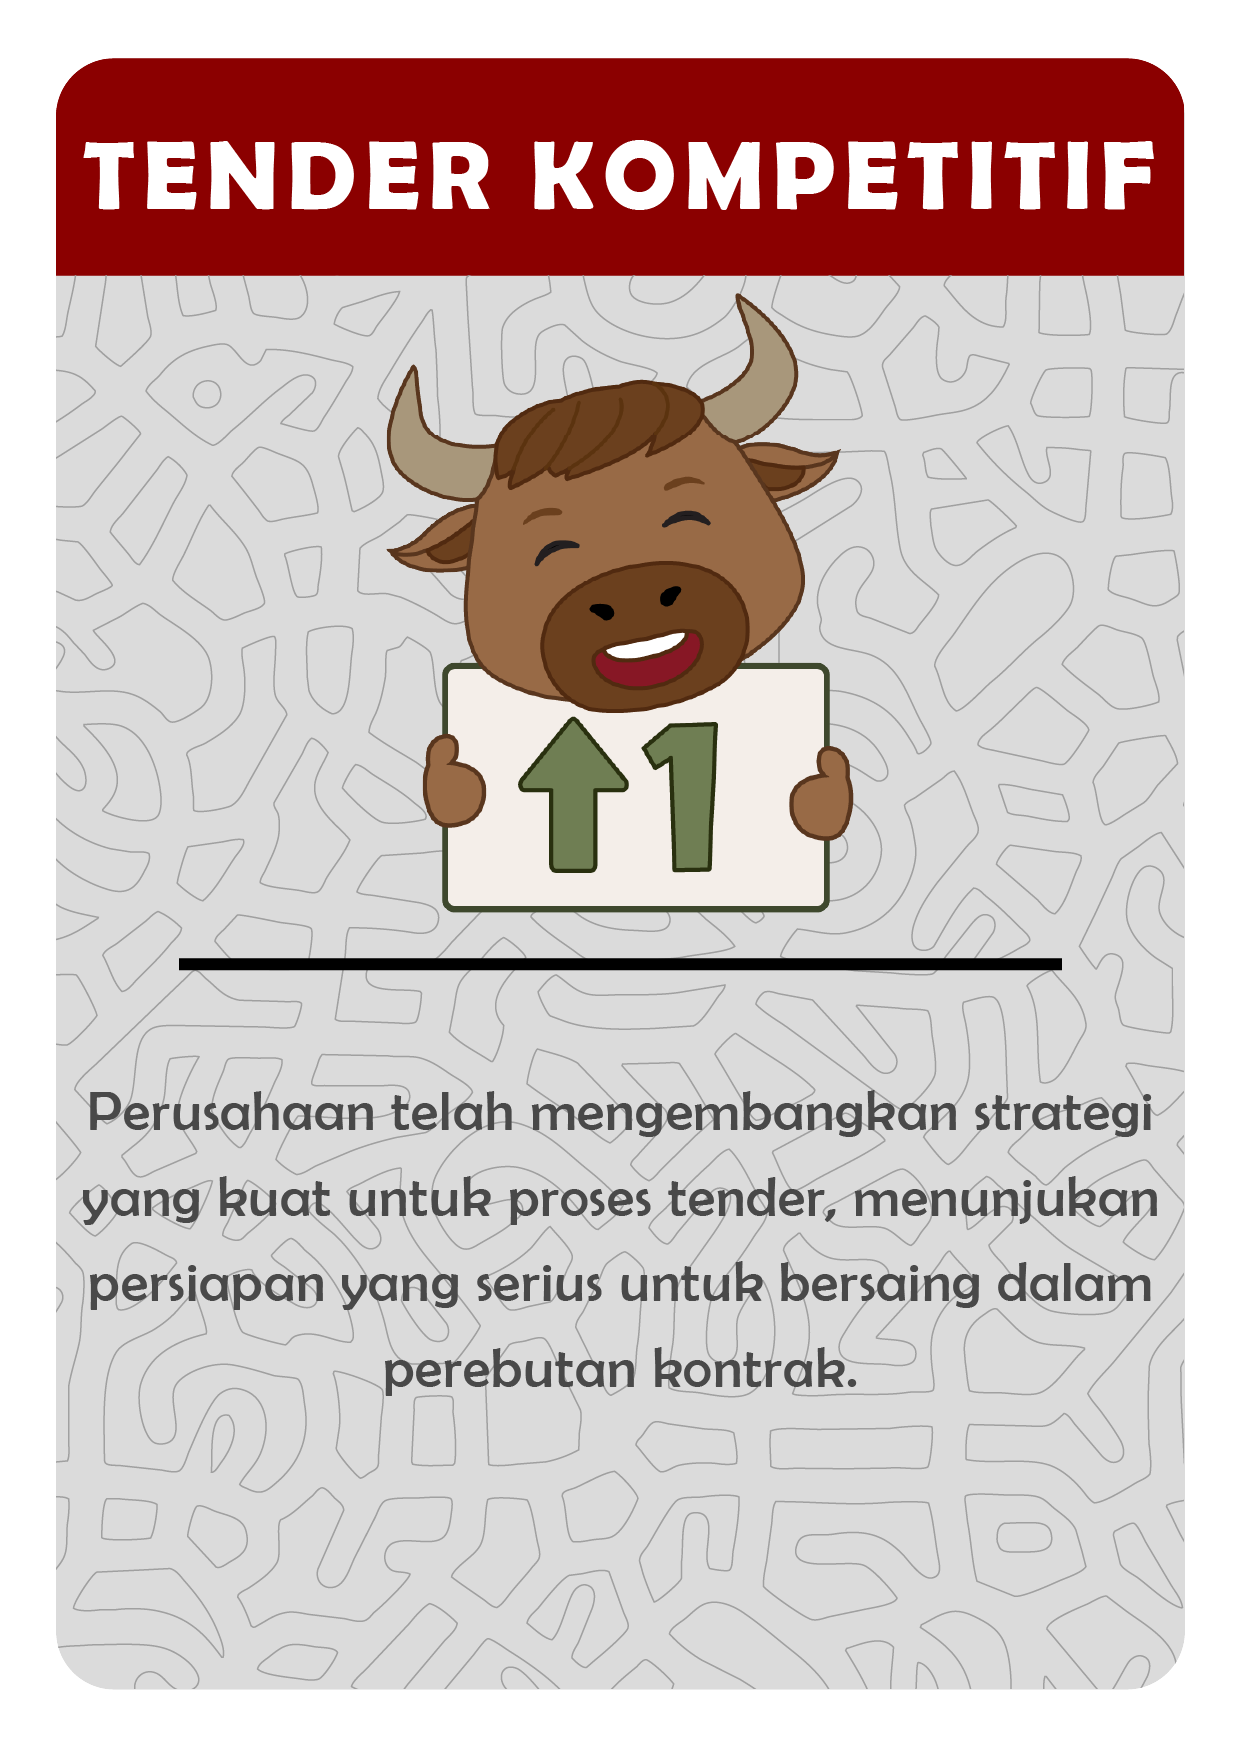 TENDER KOMPETITIF
↑1
Perusahaan telah mengembangkan strategi
yang kuat untuk proses tender, menunjukan
persiapan yang serius untuk bersaing dalam
perebutan kontrak.